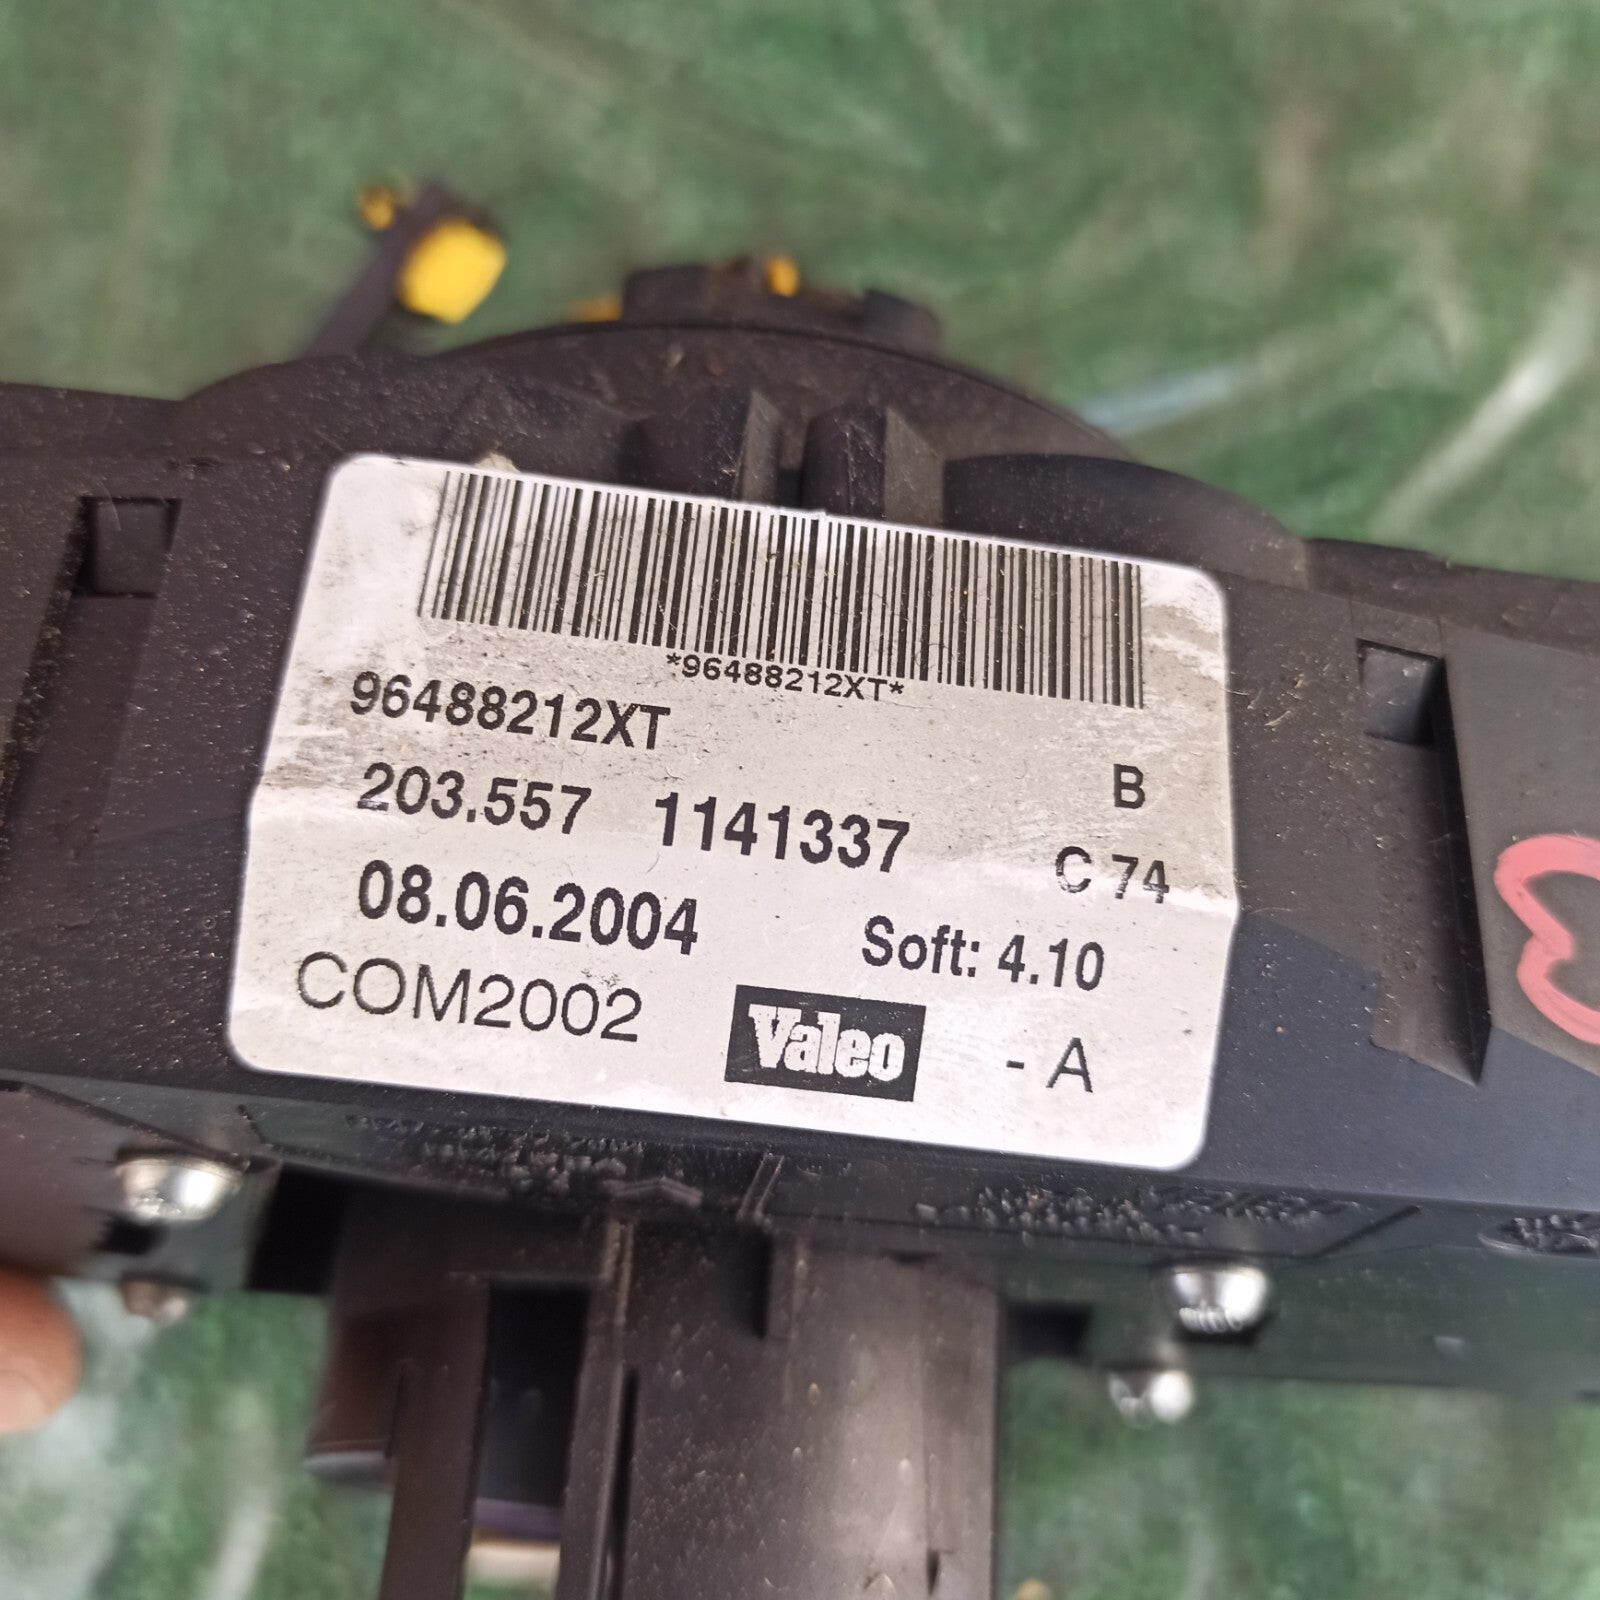 *96488212XT*
96488212XT
B
203.557 1141337
C 74
08.06.2004
Soft: 4.10
COM2002
Valeo
- A